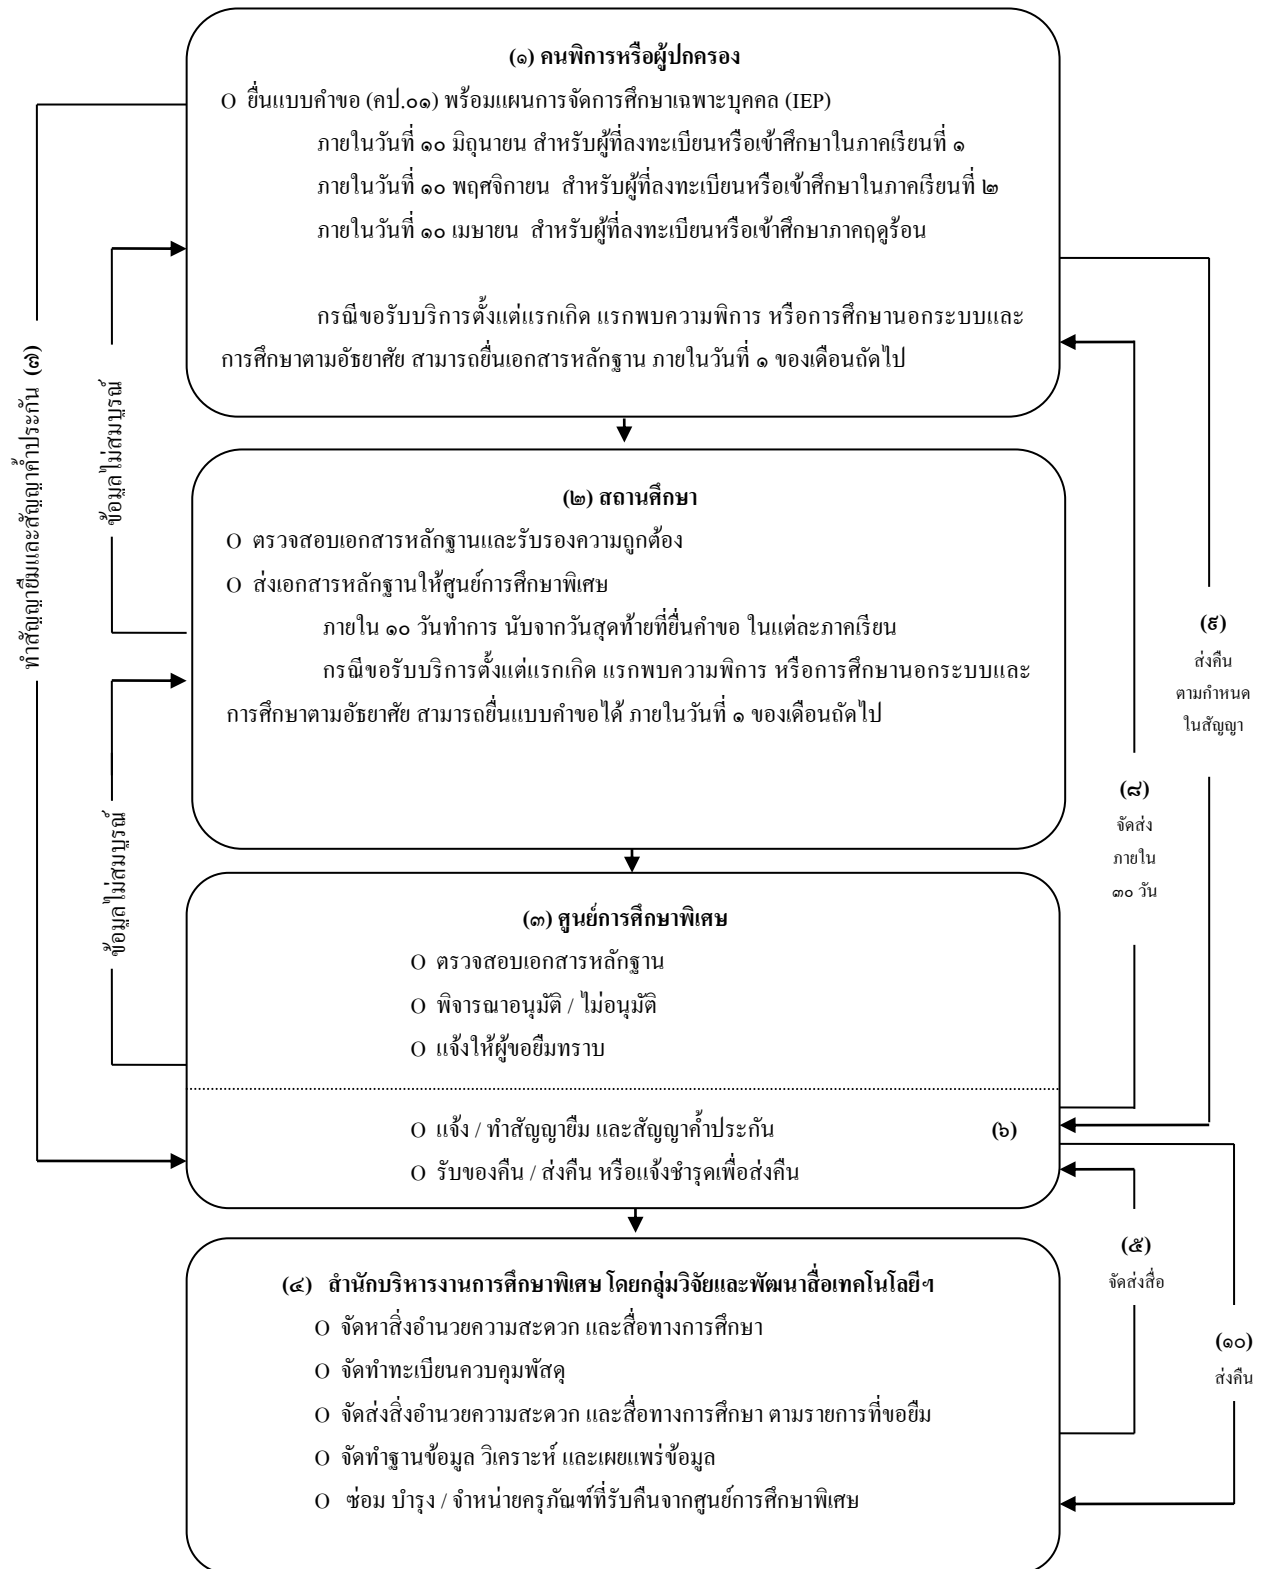 (๑) คนพิการหรือผู้ปกครอง
O ยื่นแบบคำขอ (คป.๐๑) พร้อมแผนการจัดการศึกษาเฉพาะบุคคล (IEP)
ภายในวันที่ ๑๐ มิถุนายน สำหรับผู้ที่ลงทะเบียนหรือเข้าศึกษาในภาคเรียนที่ ๑
ภายในวันที่ ๑๐ พฤศจิกายน สำหรับผู้ที่ลงทะเบียนหรือเข้าศึกษาในภาคเรียนที่ ๒
ภายในวันที่ ๑๐ เมษายน สำหรับผู้ที่ลงทะเบียนหรือเข้าศึกษาภาคฤดูร้อน
กรณีขอรับบริการตั้งแต่แรกเกิด แรกพบความพิการ หรือการศึกษานอกระบบและ
การศึกษาตามอัธยาศัย สามารถยื่นเอกสารหลักฐาน ภายในวันที่ ๑ ของเดือนถัดไป
ทำสัญญายืมและสัญญาค้ำประกัน (๗)
ข้อมูลไม่สมบูรณ์
(๒) สถานศึกษา
O ตรวจสอบเอกสารหลักฐานและรับรองความถูกต้อง
O ส่งเอกสารหลักฐานให้ศูนย์การศึกษาพิเศษ
ภายใน ๑๐ วันทำการ นับจากวันสุดท้ายที่ยื่นคำขอ ในแต่ละภาคเรียน
กรณีขอรับบริการตั้งแต่แรกเกิด แรกพบความพิการ หรือการศึกษานอกระบบและ
การศึกษาตามอัธยาศัย สามารถยื่นแบบคำขอได้ ภายในวันที่ ๑ ของเดือนถัดไป
(๙)
ส่งคืน
ตามกำหนด
ในสัญญา
(๘)
จัดส่ง
ภายใน
๓๐ วัน
ข้อมูลไม่สมบูรณ์
(๓) ศูนย์การศึกษาพิเศษ
O ตรวจสอบเอกสารหลักฐาน
O พิจารณาอนุมัติ / ไม่อนุมัติ
O แจ้งให้ผู้ขอยืมทราบ
O แจ้ง / ทำสัญญายืม และสัญญาค้ำประกัน (๖)
O รับของคืน / ส่งคืน หรือแจ้งชำรุดเพื่อส่งคืน
(๕)
จัดส่งสื่อ
(๑๐)
ส่งคืน
(๔) สำนักบริหารงานการศึกษาพิเศษ โดยกลุ่มวิจัยและพัฒนาสื่อเทคโนโลยีฯ
O จัดหาสิ่งอำนวยความสะดวก และสื่อทางการศึกษา
O จัดทำทะเบียนควบคุมพัสดุ
O จัดส่งสิ่งอำนวยความสะดวก และสื่อทางการศึกษา ตามรายการที่ขอยืม
O จัดทำฐานข้อมูล วิเคราะห์ และเผยแพร่ข้อมูล
O ซ่อม บำรุง / จำหน่ายครุภัณฑ์ที่รับคืนจากศูนย์การศึกษาพิเศษ